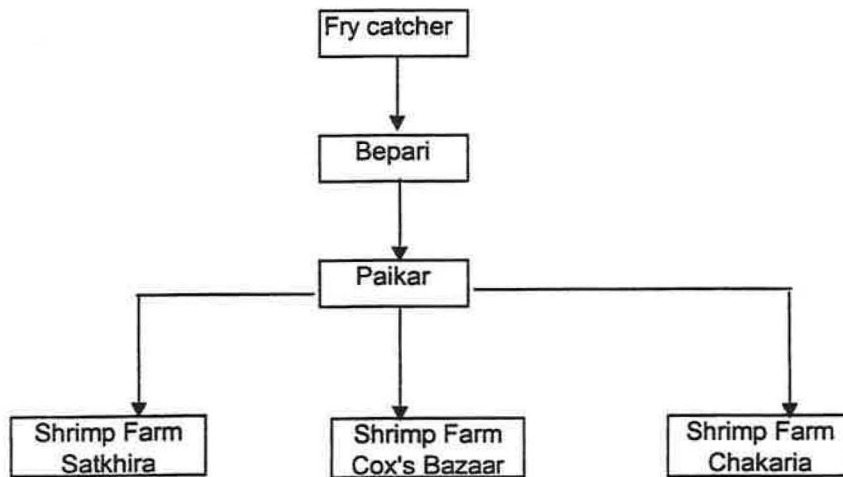 Fry catcher
Bepari
Paikar
Shrimp Farm
Satkhira
Shrimp Farm
Cox's Bazaar
Shrimp Farm
Chakaria